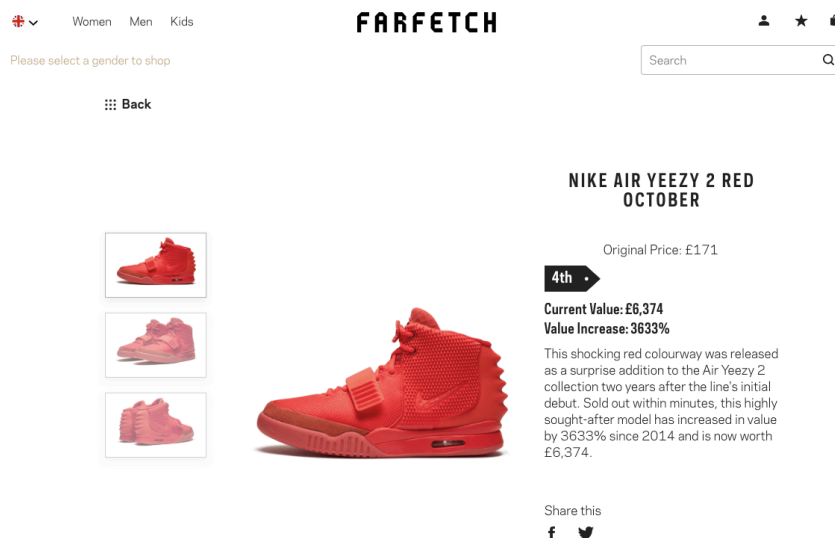 Women Men Kids
FARFETCH
Please select a gender to shop
Search
Back
NIKE AIR YEEZY 2 RED
OCTOBER
Original Price: £171
4th
Current Value: £6,374
Value Increase: 3633%
This shocking red colourway was released
as a surprise addition to the Air Yeezy 2
collection two years after the line's initial
debut. Sold out within minutes, this highly
sought-after model has increased in value
by 3633% since 2014 and is now worth
£6,374.
Share this